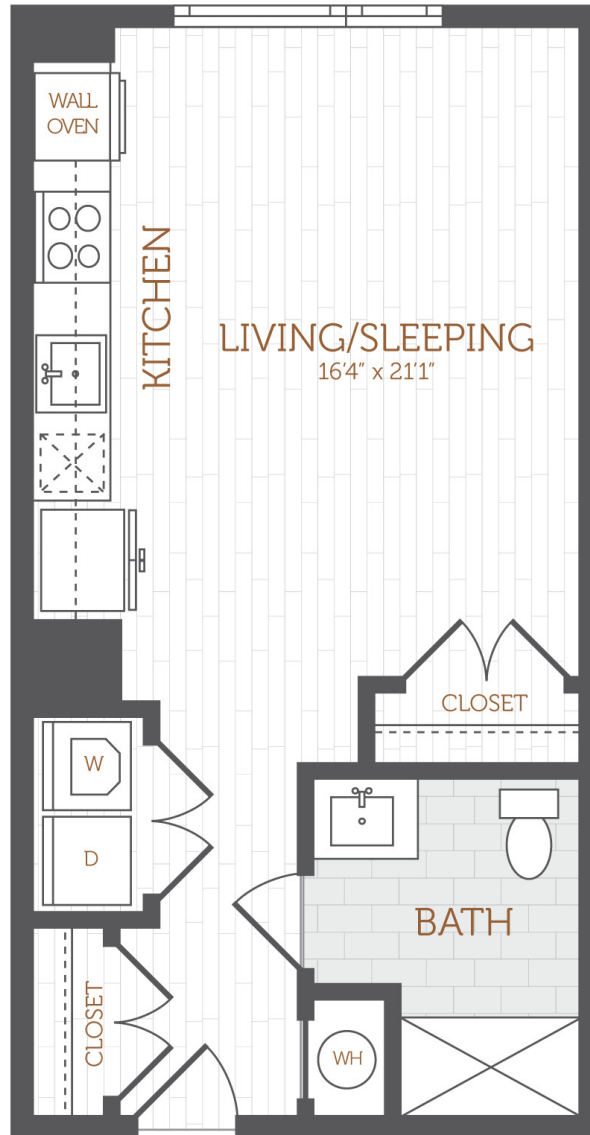 WALL
OVEN
KITCHEN
LIVING/SLEEPING
16'4" x 21'1"
CLOSET
W
D
BATH
CLOSET
WH